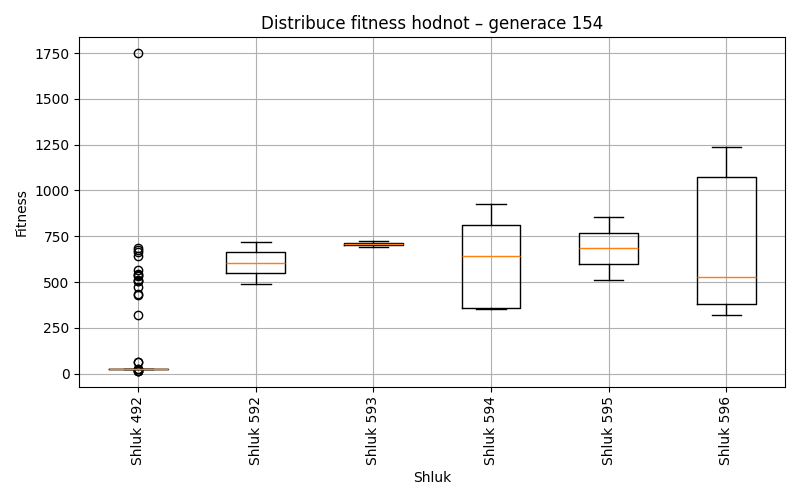 Distribuce fitness hodnot – generace 154
Fitness
1750
1500
1250
1000
750
500
250
0
Shluk 492
Shluk 592
Shluk 593
Shluk 594
Shluk 595
Shluk 596
Shluk